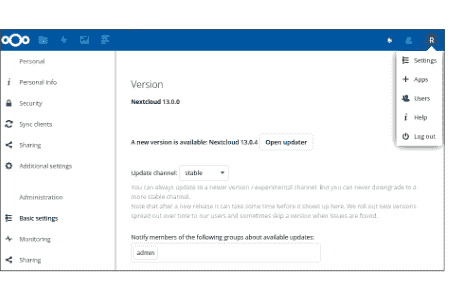 R
Personal
Personal info
Security
Sync clients
Sharing
Additional settings
Administration
Basic settings
Monitoring
Sharing
Settings
Apps
Users
Help
Log out
Version
Nextcloud 13.0.0
A new version is available: Nextcloud 13.0.4 Open updater
Update channel: stable
You can always update to a newer version / experimental channel. But you can never downgrade to a
more stable channel.
Note that after a new release it can take some time before it shows up here. We roll out new versions
spread out over time to our users and sometimes skip a version when issues are found.
Notify members of the following groups about available updates:
admin